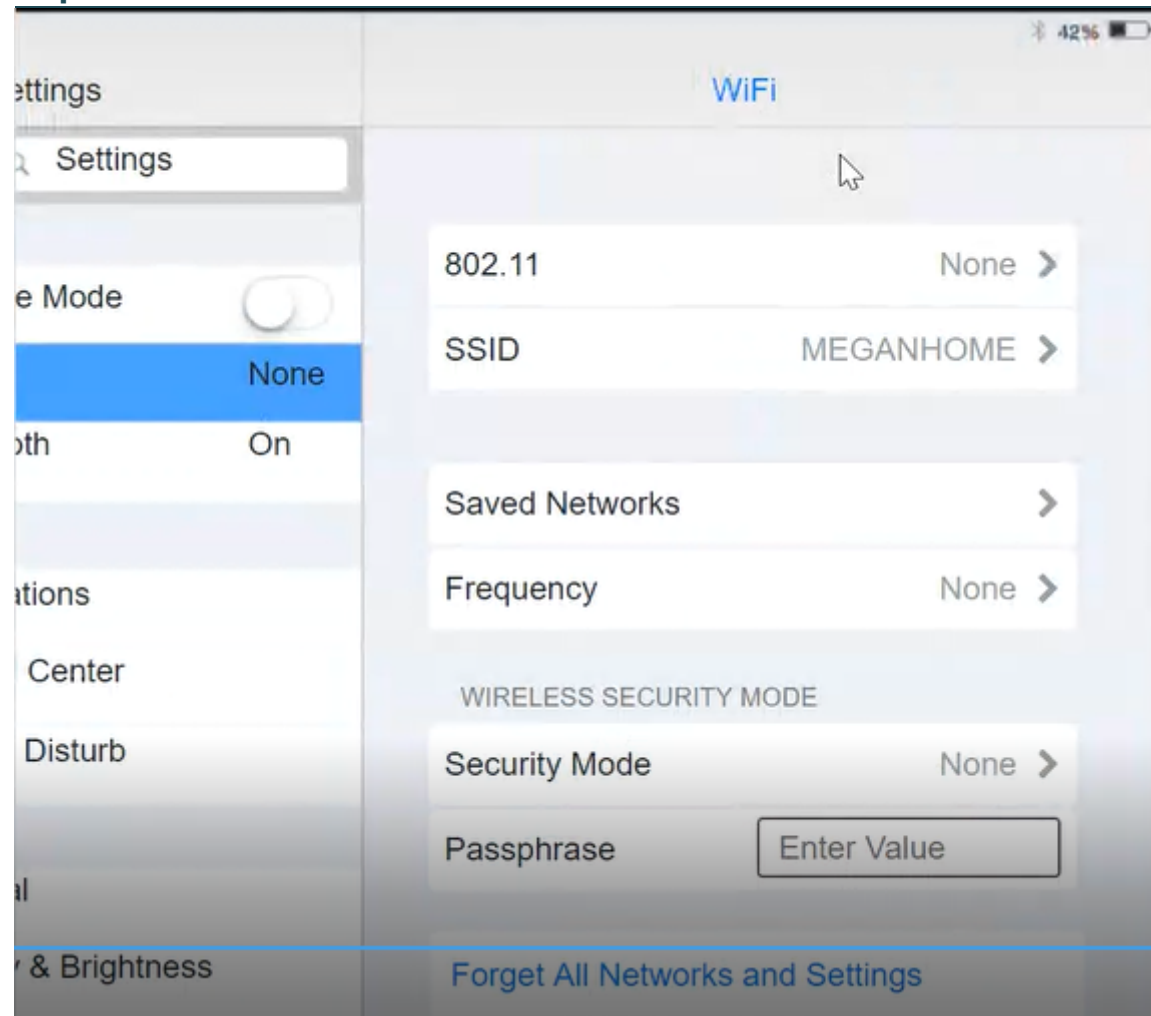 42%
ettings
WiFi
Settings
e Mode
None
oth
On
ations
Center
Disturb
al
& Brightness
802.11 None
SSID MEGANHOME
Saved Networks
Frequency None
WIRELESS SECURITY MODE
Security Mode None
Passphrase Enter Value
Forget All Networks and Settings